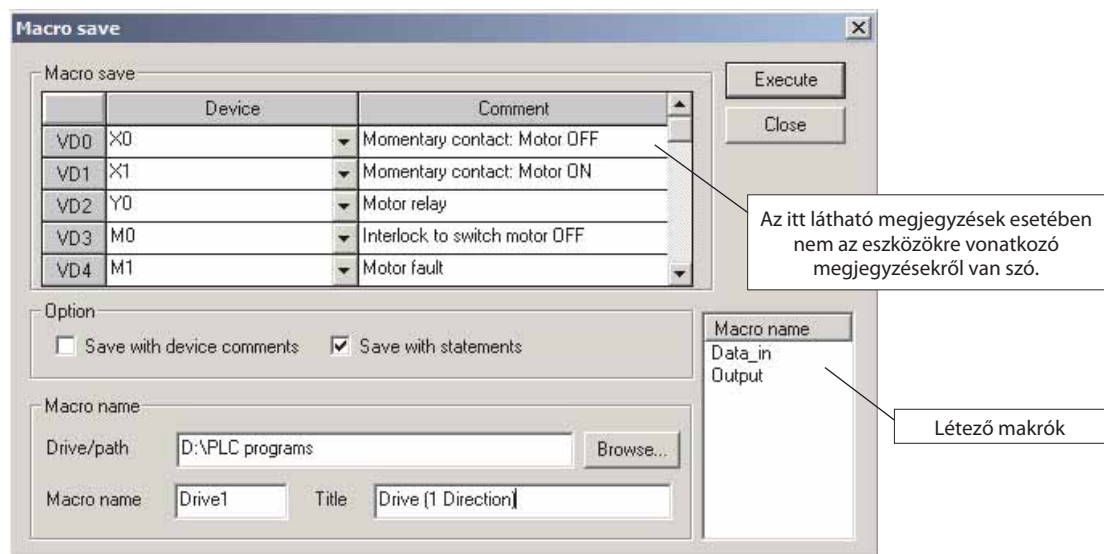 Macro save
Macro save
Device Comment
VD0 X0 Momentary contact: Motor OFF
VD1 X1 Momentary contact: Motor ON
VD2 Y0 Motor relay
VD3 M0 Interlock to switch motor OFF
VD4 M1 Motor fault
Execute
Close
Az itt látható megjegyzések esetében
nem az eszközökre vonatkozó
megjegyzésekről van szó.
Option
Save with device comments Save with statements
Macro name
Data_in
Output
Létező makrók
Macro name
Drive/path D:\PLC programs Browse...
Macro name Drive1 Title Drive (1 Direction)